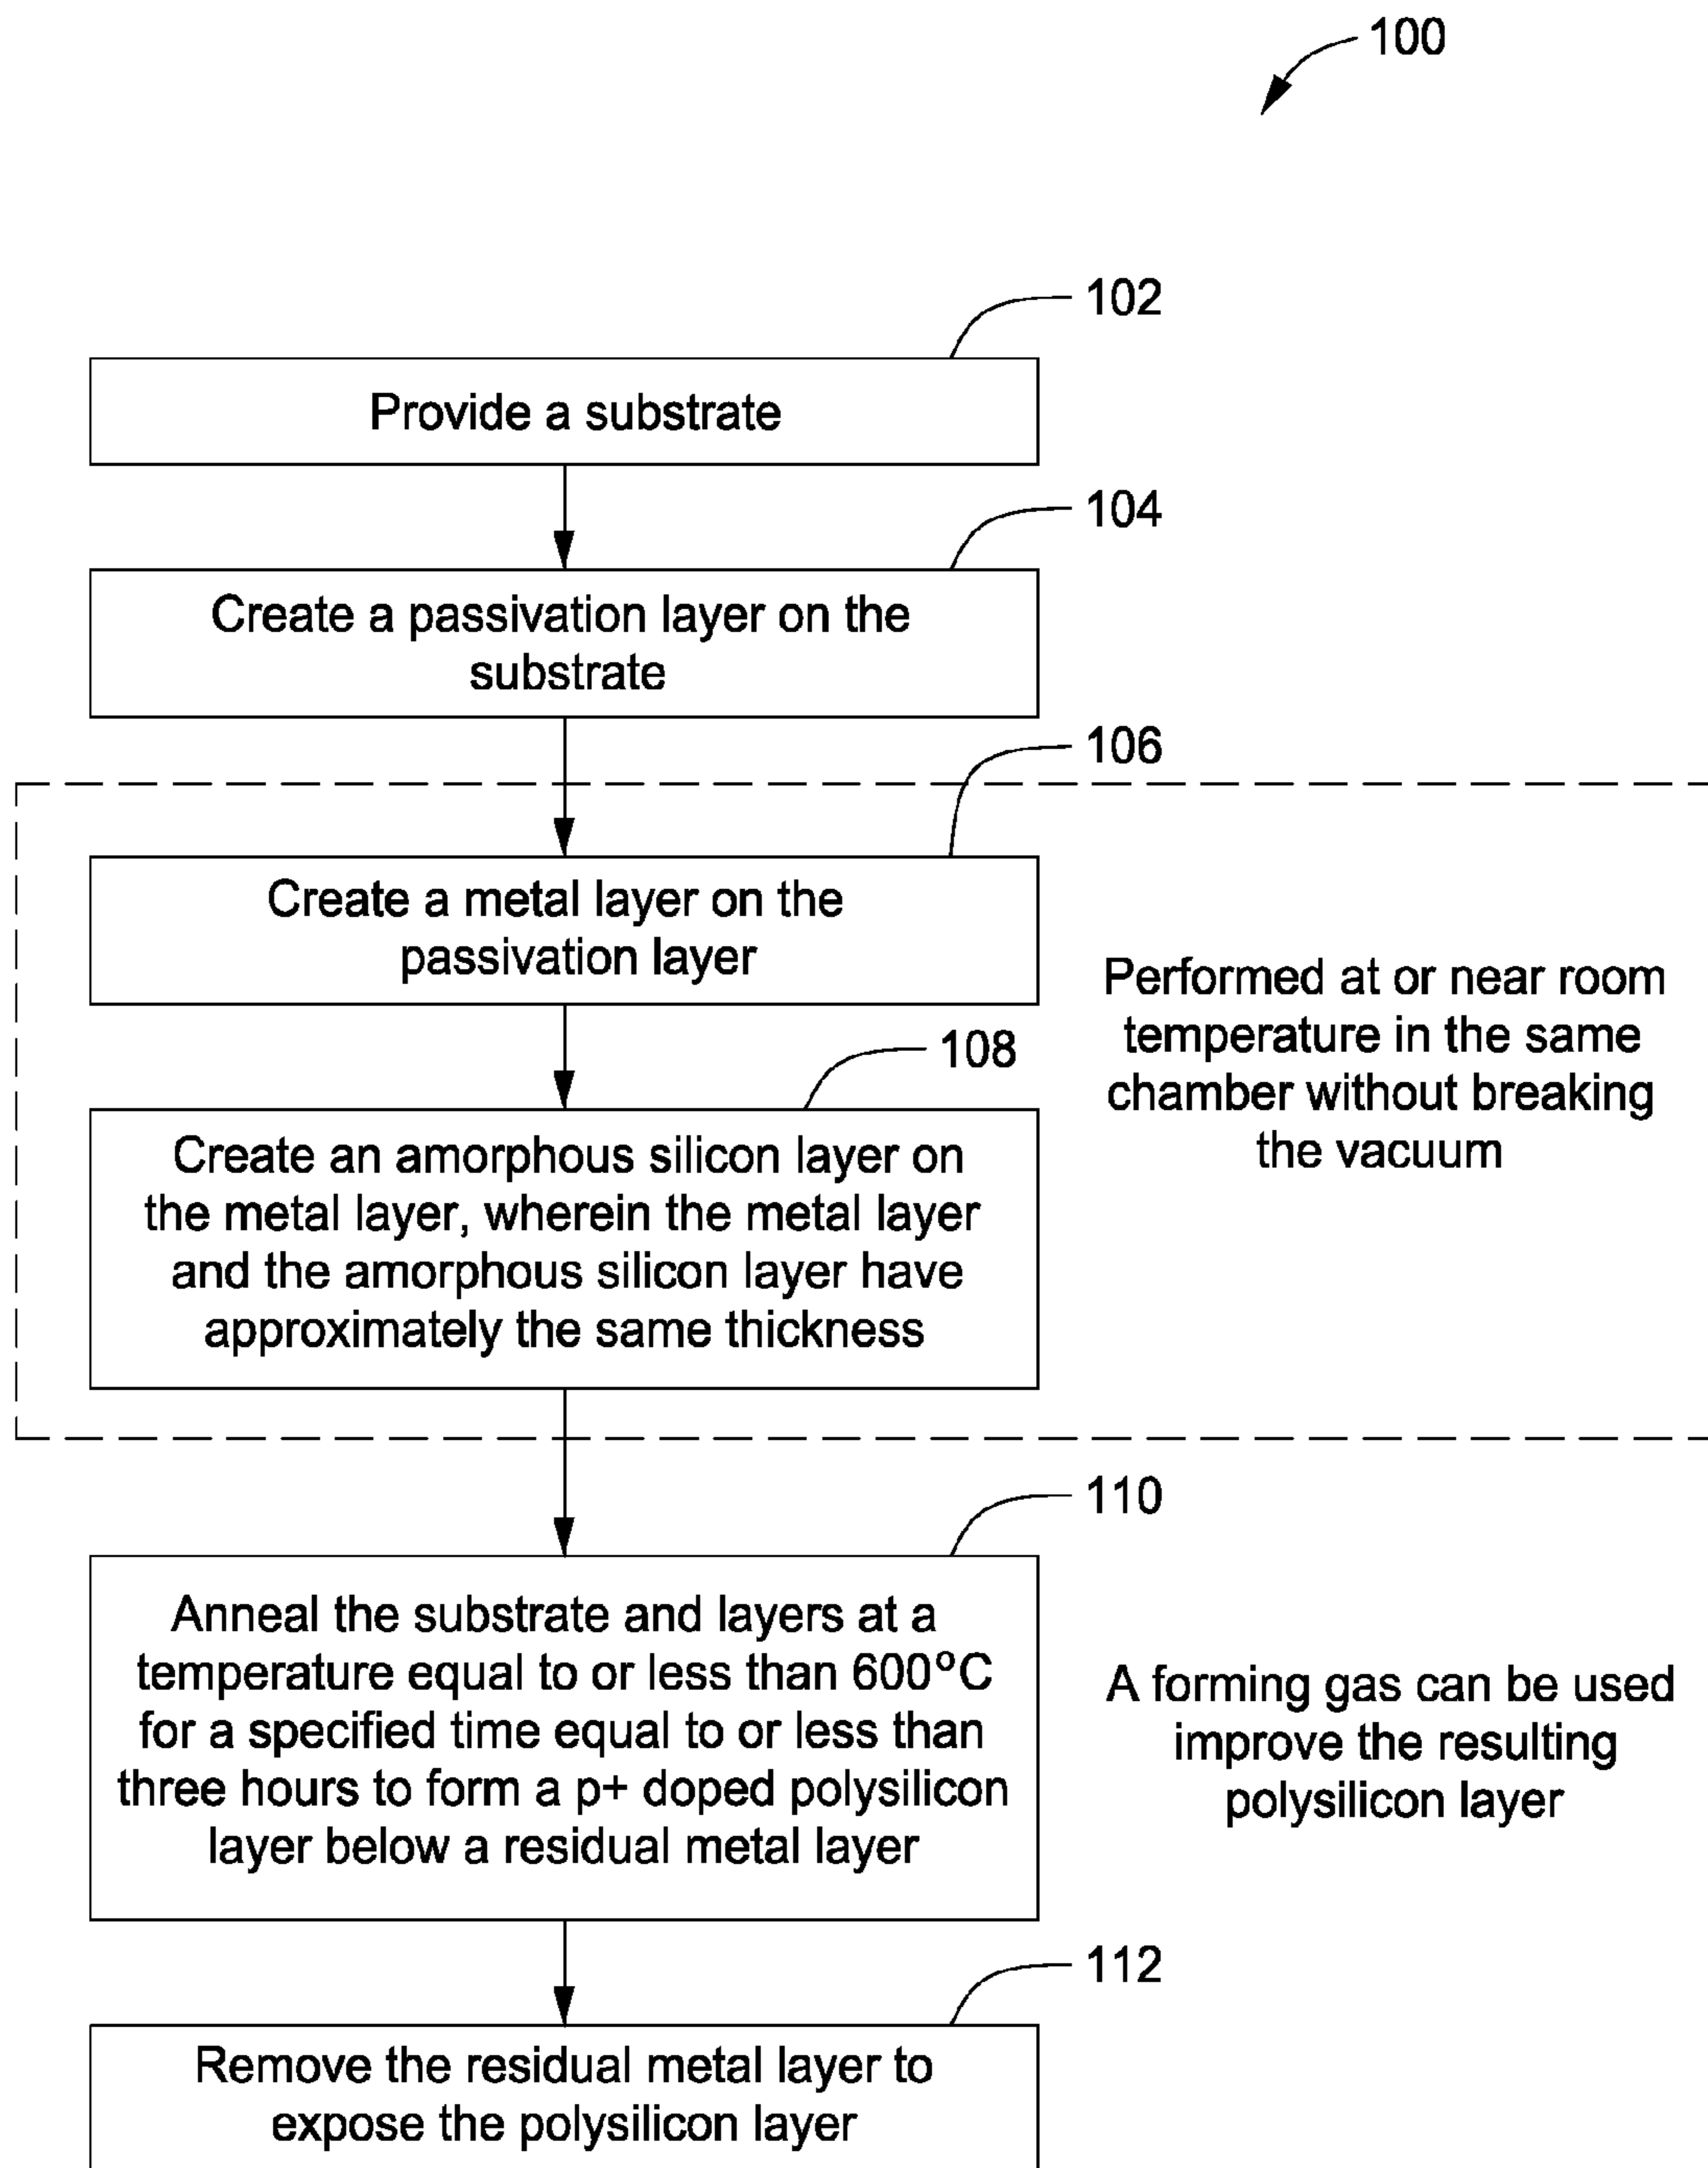 100
102
Provide a substrate
104
Create a passivation layer on the
substrate
106
Create a metal layer on the
passivation layer
Performed at or near room
temperature in the same
chamber without breaking
the vacuum
108
Create an amorphous silicon layer on
the metal layer, wherein the metal layer
and the amorphous silicon layer have
approximately the same thickness
110
Anneal the substrate and layers at a
temperature equal to or less than 600ºC
for a specified time equal to or less than
three hours to form a p+ doped polysilicon
layer below a residual metal layer
A forming gas can be used
improve the resulting
polysilicon layer
112
Remove the residual metal layer to
expose the polysilicon layer